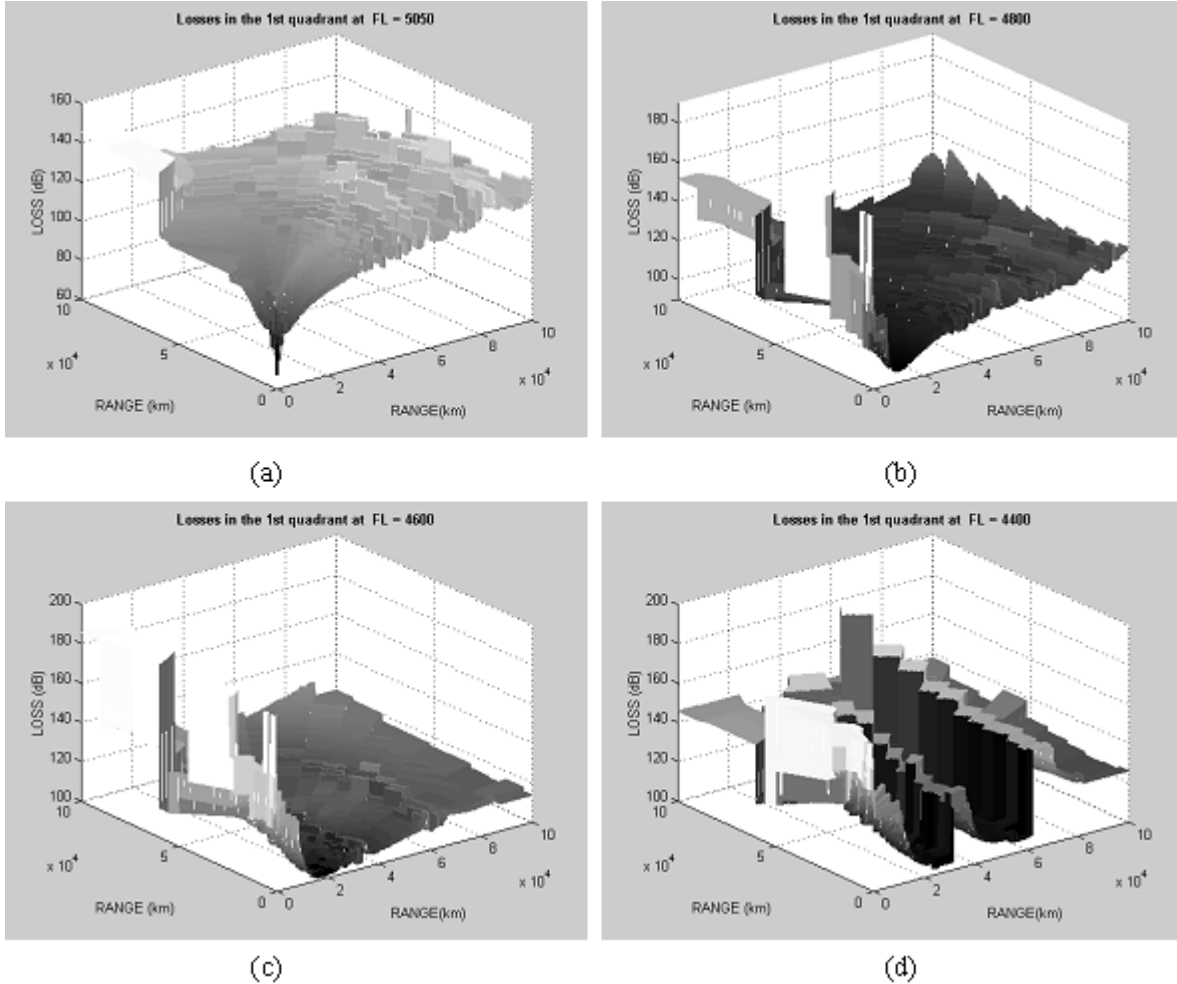 Losses in the 1st quadrant at FL = 5050
160
140
120
100
80
60
LOSS (dB)
10
5
0
x 10^4
RANGE (km)
0
2
4
6
8
10
x 10^4
RANGE(km)
(a)
Losses in the 1st quadrant at FL = 4800
180
160
140
120
100
LOSS (dB)
10
5
0
x 10^4
RANGE (km)
0
2
4
6
8
10
x 10^4
RANGE(km)
(b)
Losses in the 1st quadrant at FL = 4600
200
180
160
140
120
100
LOSS (dB)
10
5
0
x 10^4
RANGE (km)
0
2
4
6
8
10
x 10^4
RANGE(km)
(c)
Losses in the 1st quadrant at FL = 4400
200
180
160
140
120
100
LOSS (dB)
10
5
0
x 10^4
RANGE (km)
0
2
4
6
8
10
x 10^4
RANGE(km)
(d)